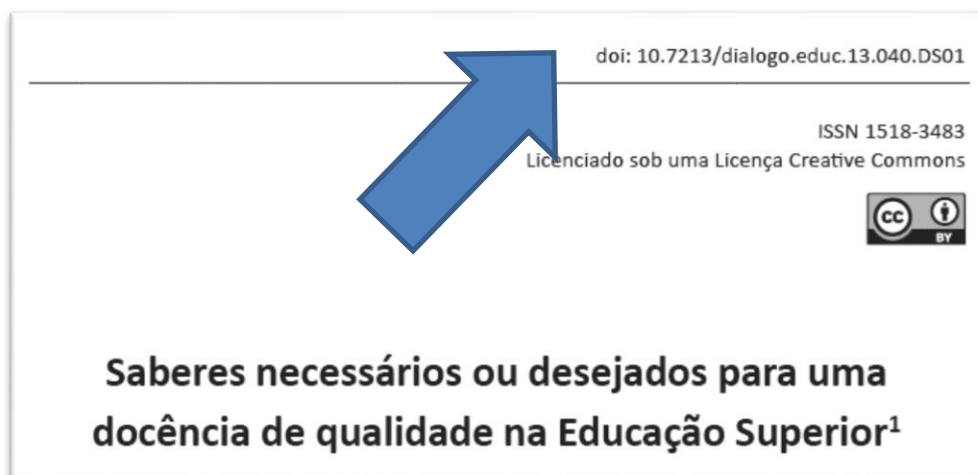 doi: 10.7213/dialogo.educ.13.040.DS01
ISSN 1518-3483
Licenciado sob uma Licença Creative Commons
cc
BY
Saberes necessários ou desejados para uma
docência de qualidade na Educação Superior¹